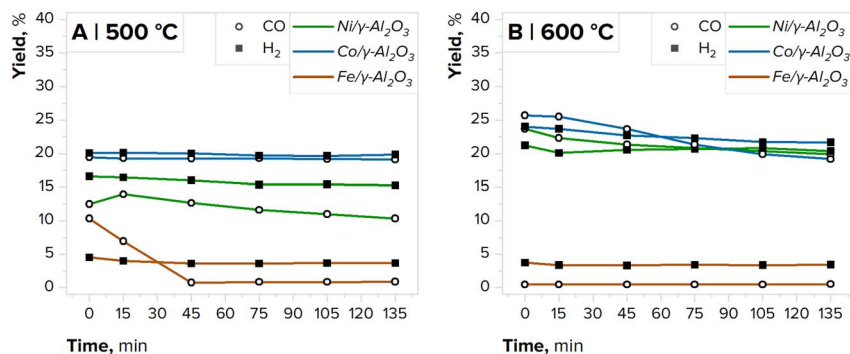 A | 500 °C
CO
H2
Ni/γ-Al2O3
Co/γ-Al2O3
Fe/γ-Al2O3
Yield, %
40
35
30
25
20
15
10
5
0
0 15 30 45 60 75 90 105 120 135
Time, min
B | 600 °C
CO
H2
Ni/γ-Al2O3
Co/γ-Al2O3
Fe/γ-Al2O3
Yield, %
40
35
30
25
20
15
10
5
0
0 15 30 45 60 75 90 105 120 135
Time, min